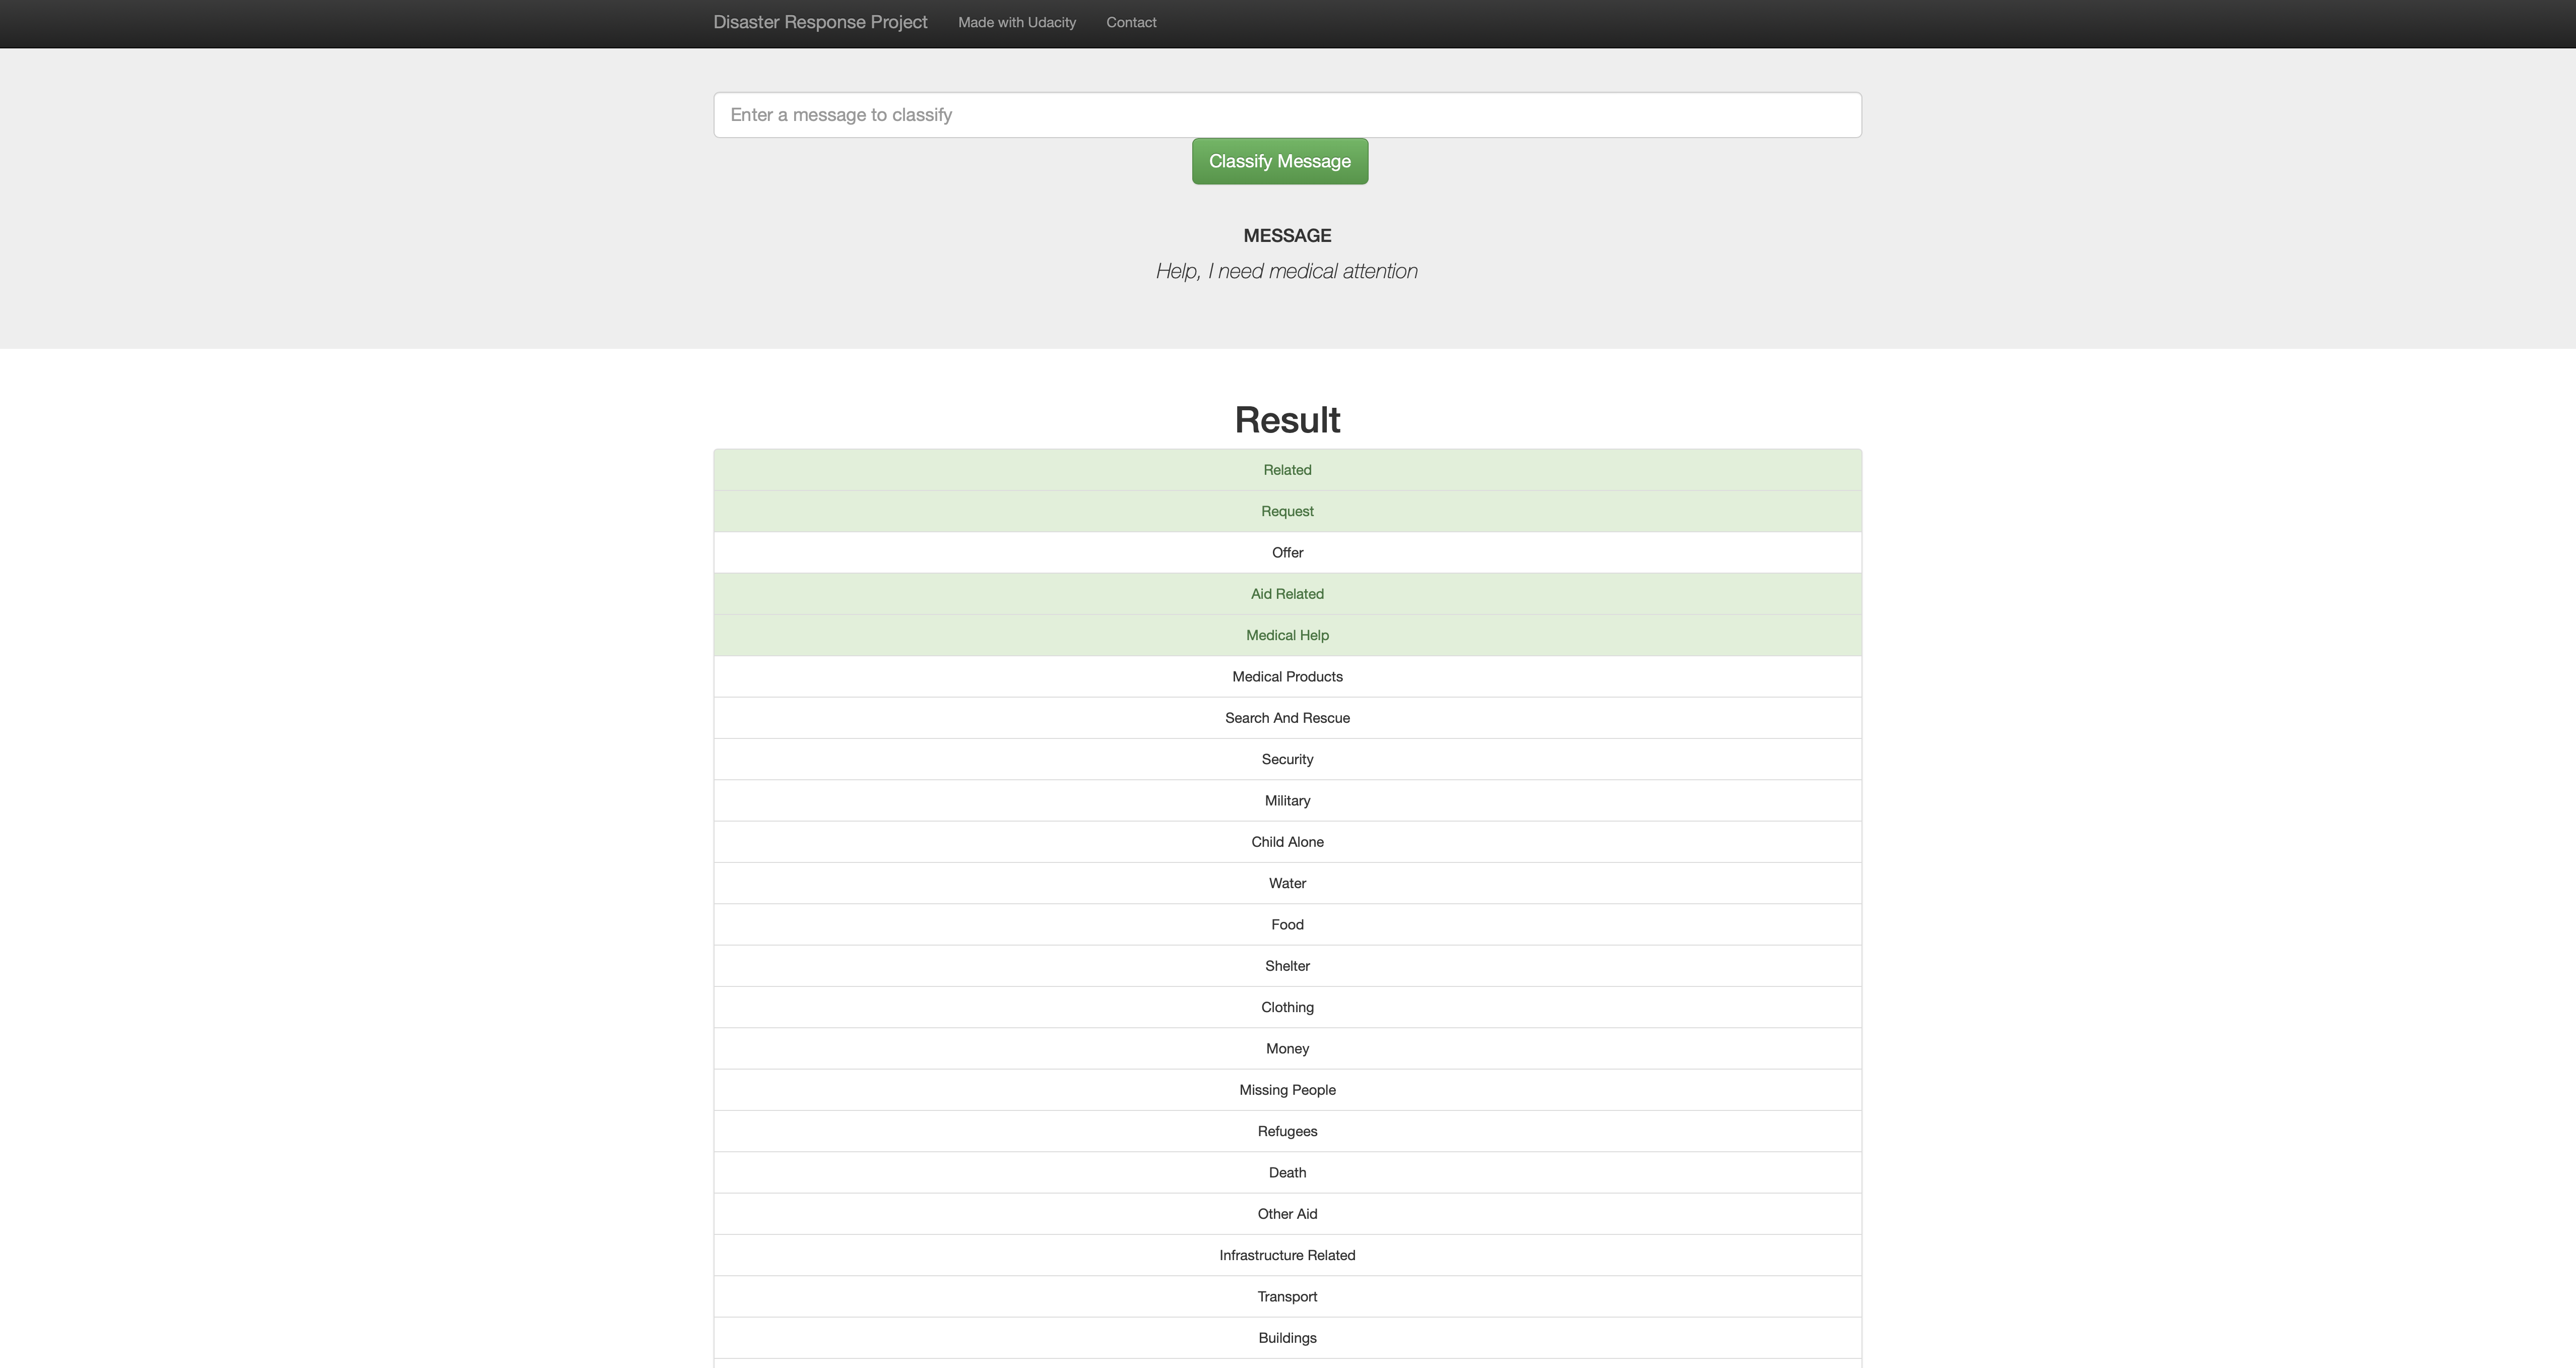 Disaster Response Project Made with Udacity Contact
Enter a message to classify
Classify Message
MESSAGE
Help, I need medical attention
Result
Related
Request
Offer
Aid Related
Medical Help
Medical Products
Search And Rescue
Security
Military
Child Alone
Water
Food
Shelter
Clothing
Money
Missing People
Refugees
Death
Other Aid
Infrastructure Related
Transport
Buildings